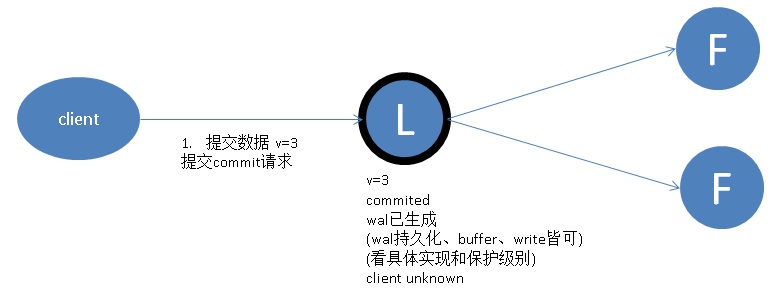 client
L
F
F
1. 提交数据 v=3
提交commit请求
v=3
commited
wal已生成
(wal持久化、buffer、write皆可)
(看具体实现和保护级别)
client unknown